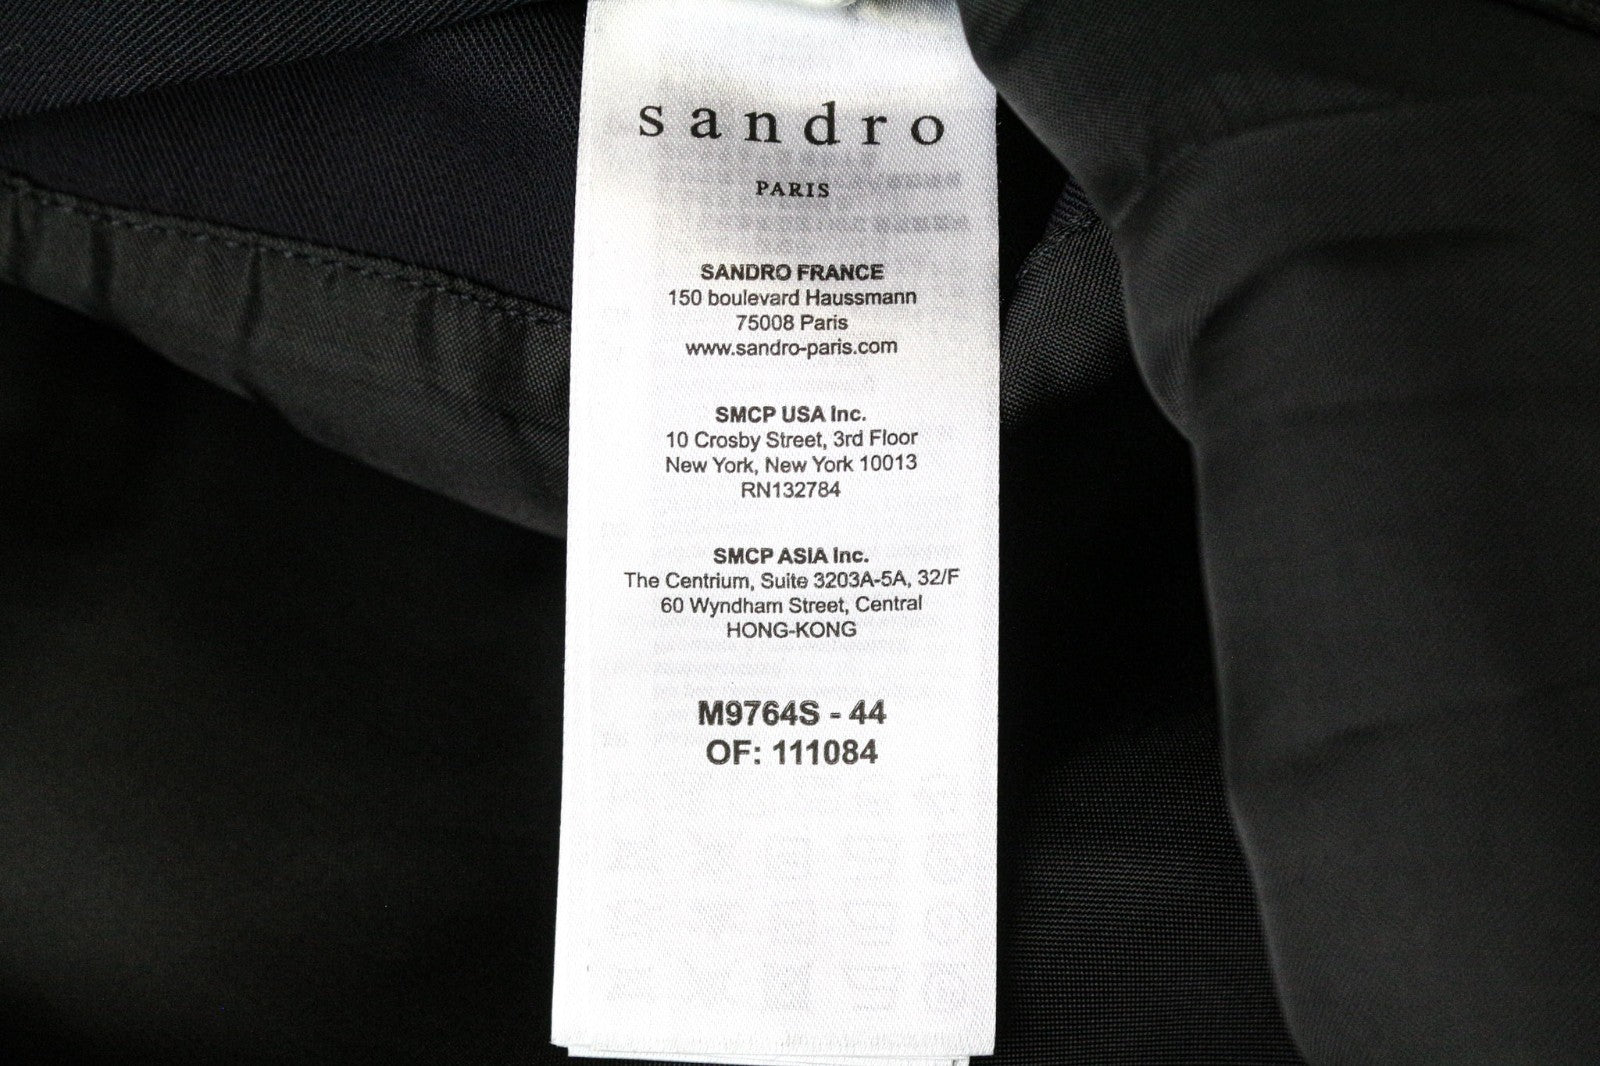 sandro
PARIS
SANDRO FRANCE
150 boulevard Haussmann
75008 Paris
www.sandro-paris.com
SMCP USA Inc.
10 Crosby Street, 3rd Floor
New York, New York 10013
RN132784
SMCP ASIA Inc.
The Centrium, Suite 3203A-5A, 32/F
60 Wyndham Street, Central
HONG-KONG
M9764S - 44
OF: 111084